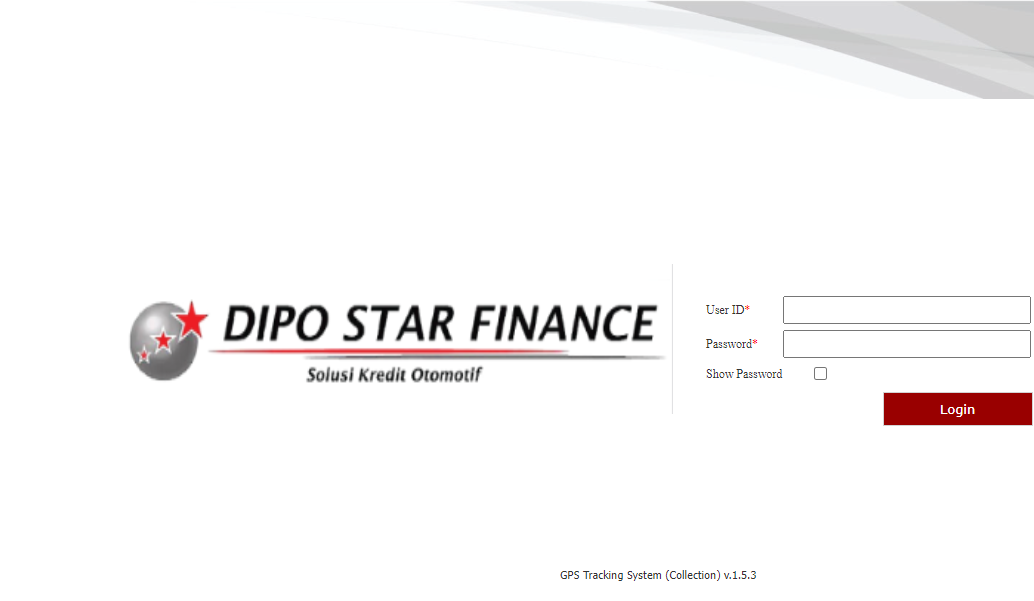 DIPO STAR FINANCE
Solusi Kredit Otomotif
User ID*
Password*
Show Password
Login
GPS Tracking System (Collection) v.1.5.3